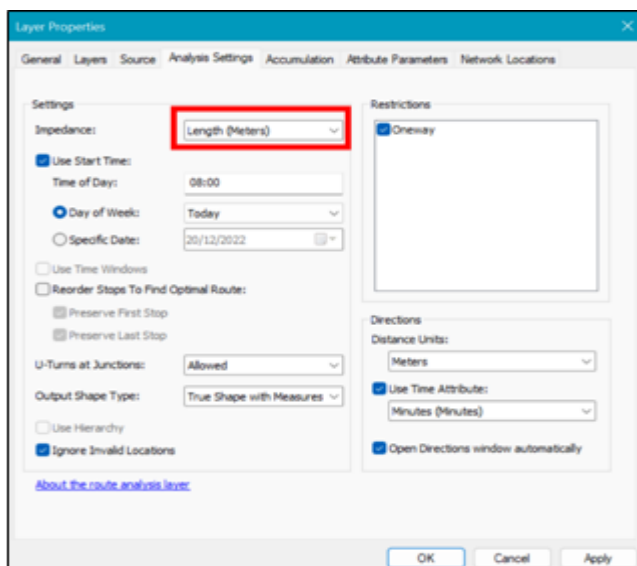 Layer Properties
General Layers Source Analysis Settings Accumulation Attribute Parameters Network Locations
Settings
Impedance: Length (Meters)
Use Start Time:
Time of Day: 08:00
Day of Week: Today
Specific Date: 20/12/2022
Use Time Windows
Reorder Stops To Find Optimal Route:
Preserve First Stop
Preserve Last Stop
U-Turns at Junctions: Allowed
Output Shape Type: True Shape with Measures
Use Hierarchy
Ignore Invalid Locations
About the route analysis layer
Restrictions
Oneway
Directions
Distance Units:
Meters
Use Time Attribute:
Minutes (Minutes)
Open Directions window automatically
OK Cancel Apply